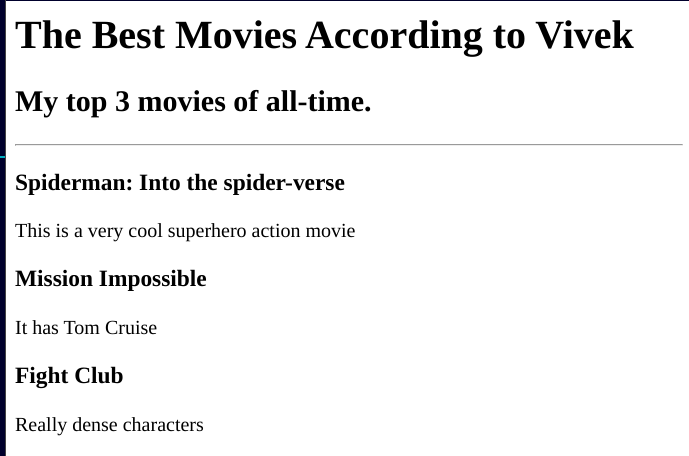 The Best Movies According to Vivek
My top 3 movies of all-time.
Spiderman: Into the spider-verse
This is a very cool superhero action movie
Mission Impossible
It has Tom Cruise
Fight Club
Really dense characters